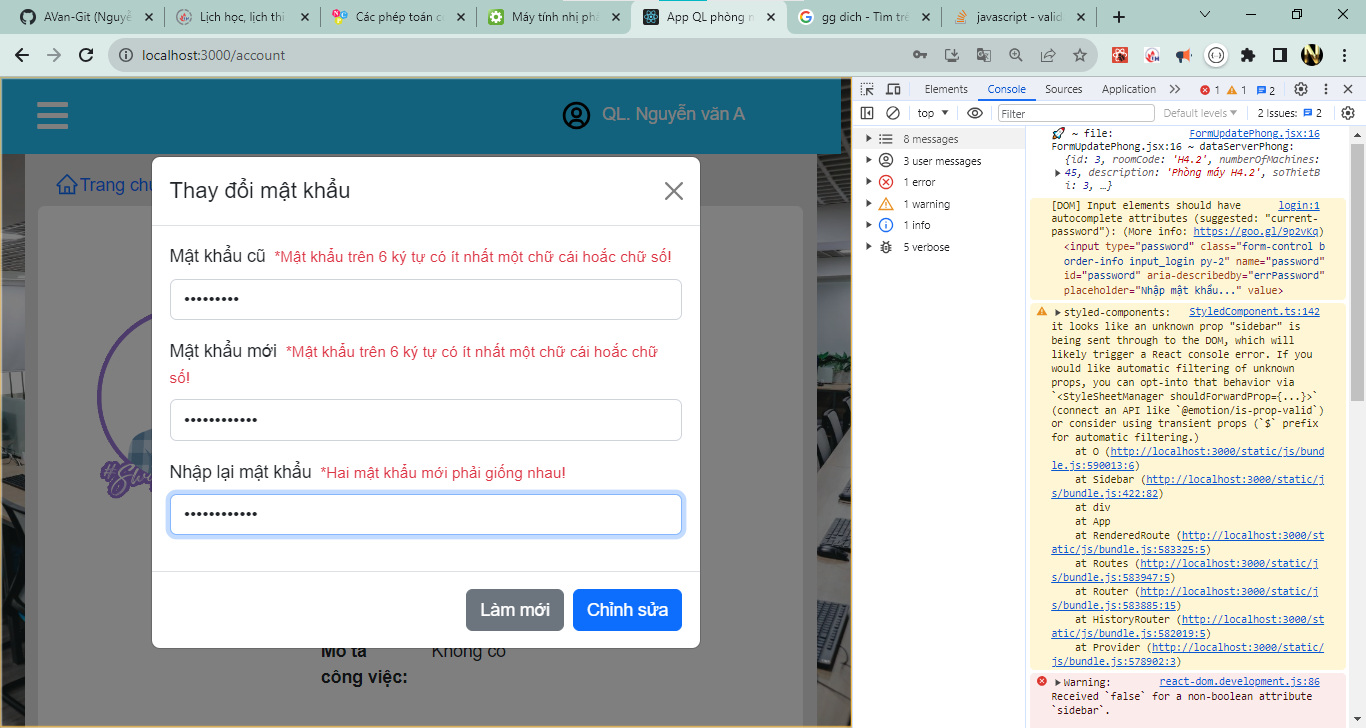 AVan-Git (Nguyễ
Lịch học, lịch thi
Các phép toán c
Máy tính nhị phâ
App QL phòng n
gg dich - Tìm trê
javascript - valid
localhost:3000/account
QL. Nguyễn văn A
Trang ch
Thay đổi mật khẩu
Mật khẩu cũ *Mật khẩu trên 6 ký tự có ít nhất một chữ cái hoắc chữ số!
Mật khẩu mới *Mật khẩu trên 6 ký tự có ít nhất một chữ cái hoắc chữ
số!
Nhập lại mật khẩu *Hai mật khẩu mới phải giống nhau!
Làm mới
Chỉnh sửa
Mô tả
công việc:
Không có
Elements
Console
Sources
Application
1
1
2
top
Filter
Default levels
2 Issues:
2
8 messages
3 user messages
1 error
1 warning
1 info
5 verbose
~ file: FormUpdatePhong.jsx:16
FormUpdatePhong.jsx:16 ~ dataServerPhong:
{id: 3, roomCode: 'H4.2', numberOfMachines:
45, description: 'Phòng máy H4.2', soThietB
i: 3, …}
[DOM] Input elements should have login:1
autocomplete attributes (suggested: "current-
password"): (More info: https://goo.gl/9p2vKq)
<input type="password" class="form-control b
order-info input_login py-2" name="password"
id="password" aria-describedby="errPassword"
placeholder="Nhập mật khẩu..." value>
styled-components: StyledComponent.ts:142
it looks like an unknown prop "sidebar" is
being sent through to the DOM, which will
likely trigger a React console error. If you
would like automatic filtering of unknown
props, you can opt-into that behavior via
`<StyleSheetManager shouldForwardProp={...}>`
(connect an API like `@emotion/is-prop-valid`)
or consider using transient props (`$` prefix
for automatic filtering.)
at O (http://localhost:3000/static/js/bund
le.js:590013:6)
at Sidebar (http://localhost:3000/static/j
s/bundle.js:422:82)
at div
at App
at RenderedRoute (http://localhost:3000/st
atic/js/bundle.js:583325:5)
at Routes (http://localhost:3000/static/j
s/bundle.js:583947:5)
at Router (http://localhost:3000/static/j
s/bundle.js:583885:15)
at HistoryRouter (http://localhost:3000/st
atic/js/bundle.js:582019:5)
at Provider (http://localhost:3000/static/
js/bundle.js:578902:3)
Warning: react-dom.development.js:86
Received `false` for a non-boolean attribute
`sidebar`.